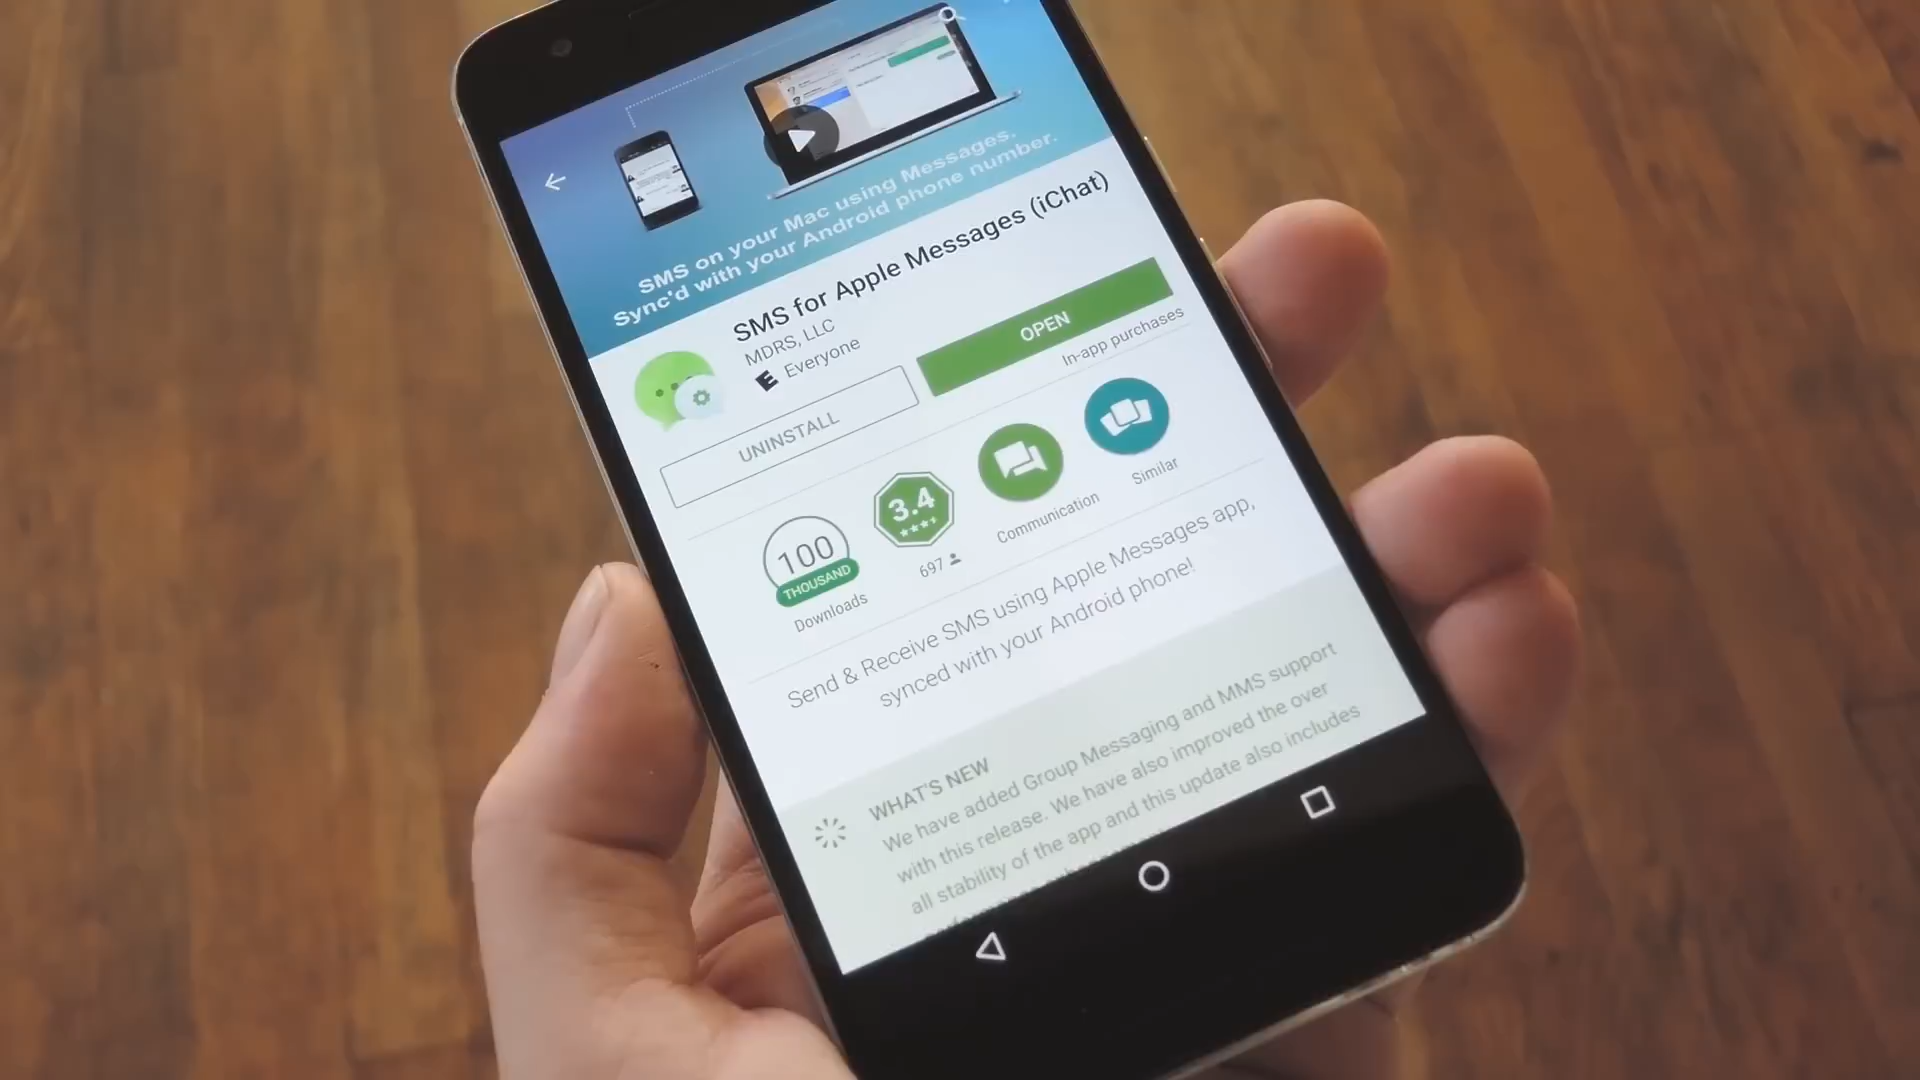 SMS on your Mac using Messages.
Sync'd with your Android phone number.
SMS for Apple Messages (iChat)
MDRS, LLC
E Everyone
UNINSTALL
OPEN
In-app purchases
100
THOUSAND
Downloads
3.4
697
Communication
Similar
Send & Receive SMS using Apple Messages app,
synced with your Android phone!
WHAT'S NEW
We have added Group Messaging and MMS support
with this release. We have also improved the over
all stability of the app and this update also includes